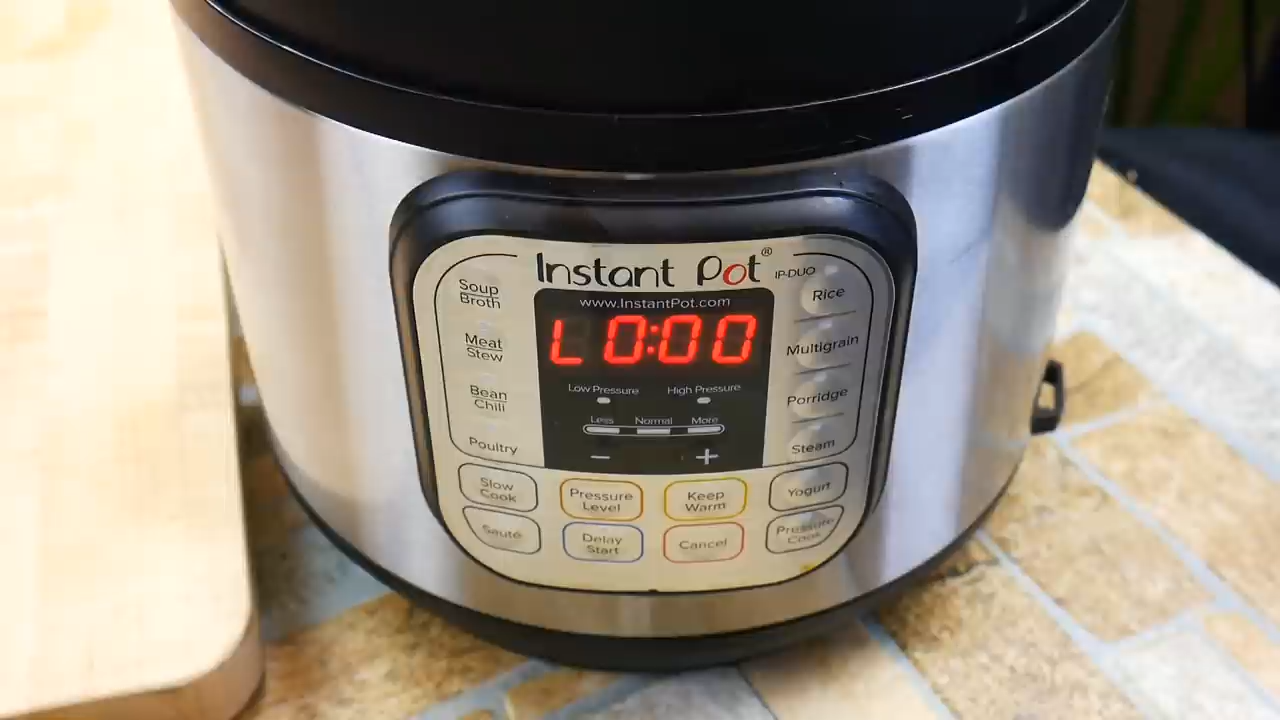 Instant Pot®
IP-DUO
www.InstantPot.com
L0:00
Low Pressure
High Pressure
Less
Normal
More
−
+
Soup
Broth
Meat
Stew
Bean
Chili
Poultry
Rice
Multigrain
Porridge
Steam
Slow
Cook
Pressure
Level
Keep
Warm
Yogurt
Sauté
Delay
Start
Cancel
Pressure
Cook